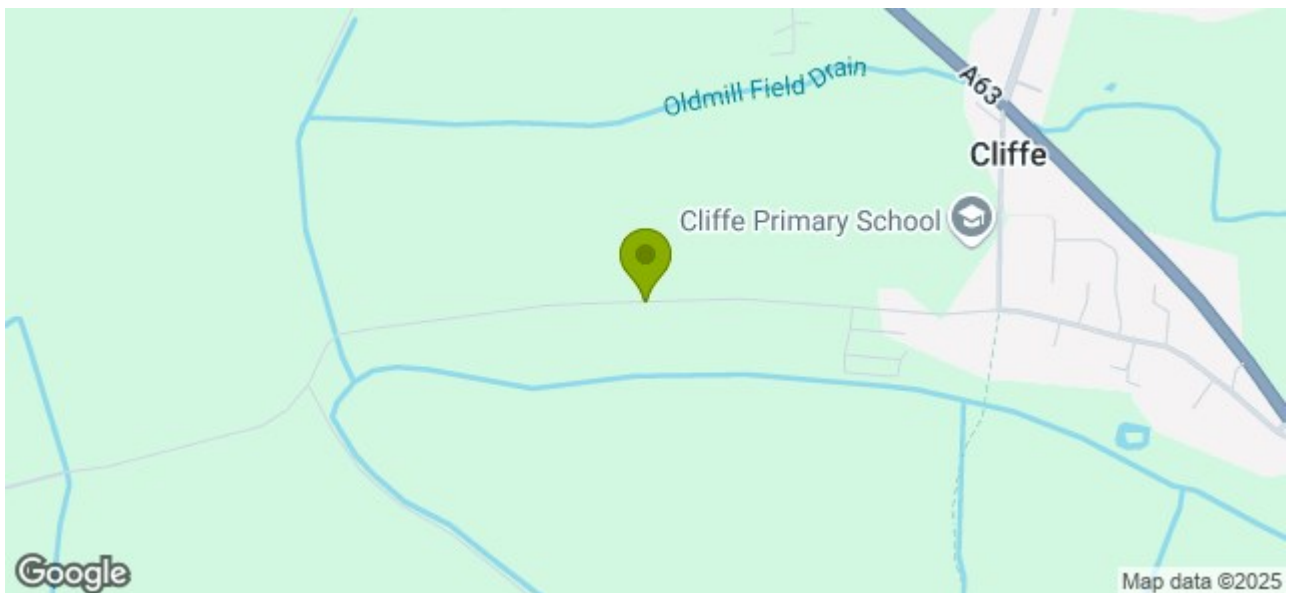 Oldmill Field Drain
A63
Cliffe
Cliffe Primary School
Google
Map data ©2025